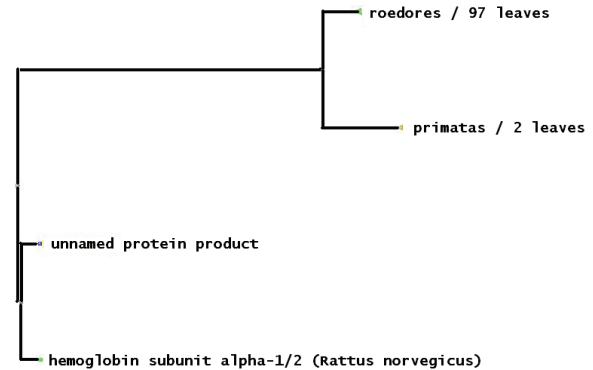 roedores / 97 leaves
primatas / 2 leaves
unnamed protein product
hemoglobin subunit alpha-1/2 (Rattus norvegicus)